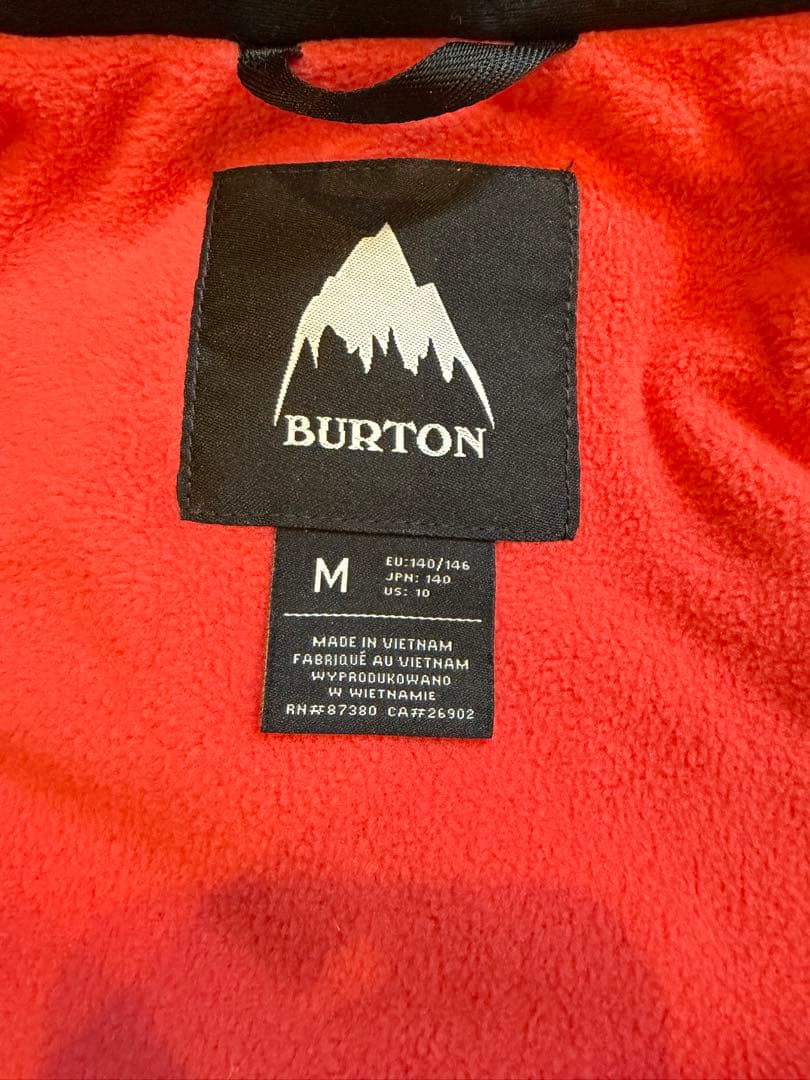 BURTON
M
EU:140/146
JPN: 140
US: 10
MADE IN VIETNAM
FABRIQUÉ AU VIETNAM
WYPRODUKOWANO
W WIETNAMIE
RN#87380 CA#26902